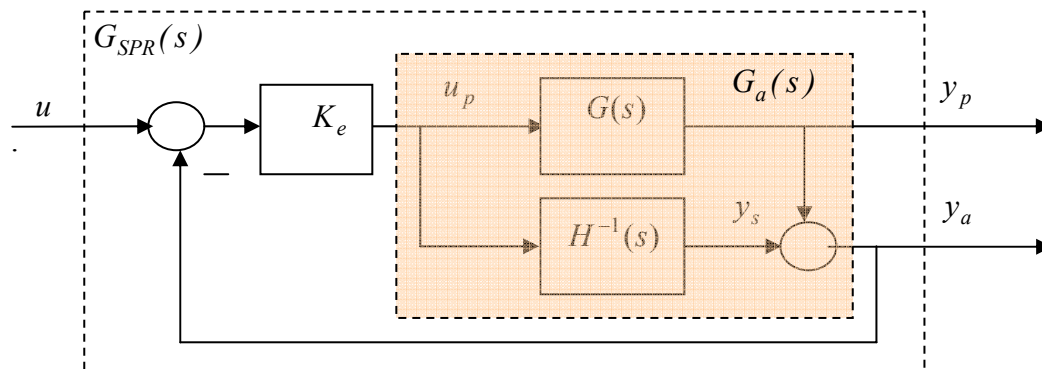 G_SPR(s)
G_a(s)
u
K_e
u_p
G(s)
y_p
H^{-1}(s)
y_s
y_a